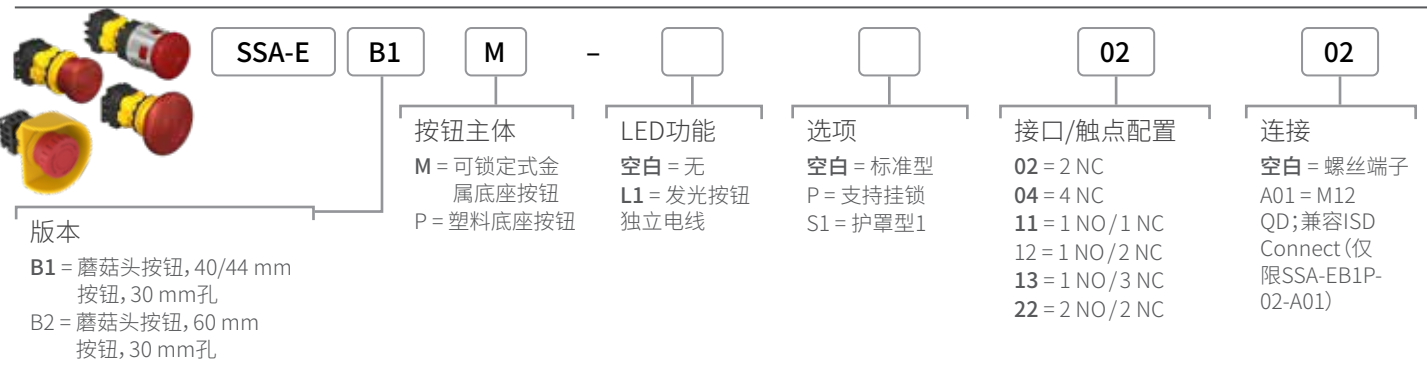 SSA-E B1 M – 02 02
按钮主体
M = 可锁定式金
属底座按钮
P = 塑料底座按钮
LED功能
空白 = 无
L1 = 发光按钮
独立电线
选项
空白 = 标准型
P = 支持挂锁
S1 = 护罩型1
接口/触点配置
02 = 2 NC
04 = 4 NC
11 = 1 NO/1 NC
12 = 1 NO/2 NC
13 = 1 NO/3 NC
22 = 2 NO/2 NC
连接
空白 = 螺丝端子
A01 = M12
QD;兼容ISD
Connect(仅
限SSA-EB1P-
02-A01)
版本
B1 = 蘑菇头按钮, 40/44 mm
按钮, 30 mm孔
B2 = 蘑菇头按钮, 60 mm
按钮, 30 mm孔